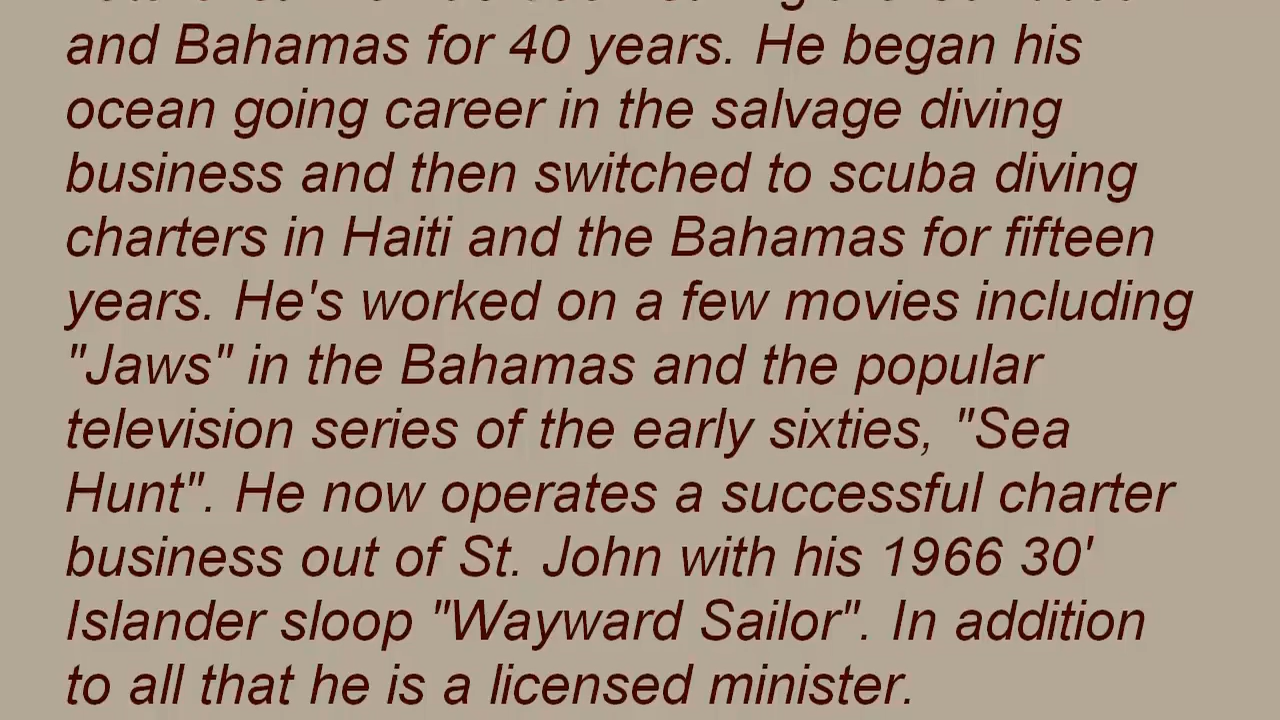 and Bahamas for 40 years. He began his
ocean going career in the salvage diving
business and then switched to scuba diving
charters in Haiti and the Bahamas for fifteen
years. He's worked on a few movies including
"Jaws" in the Bahamas and the popular
television series of the early sixties, "Sea
Hunt". He now operates a successful charter
business out of St. John with his 1966 30'
Islander sloop "Wayward Sailor". In addition
to all that he is a licensed minister.